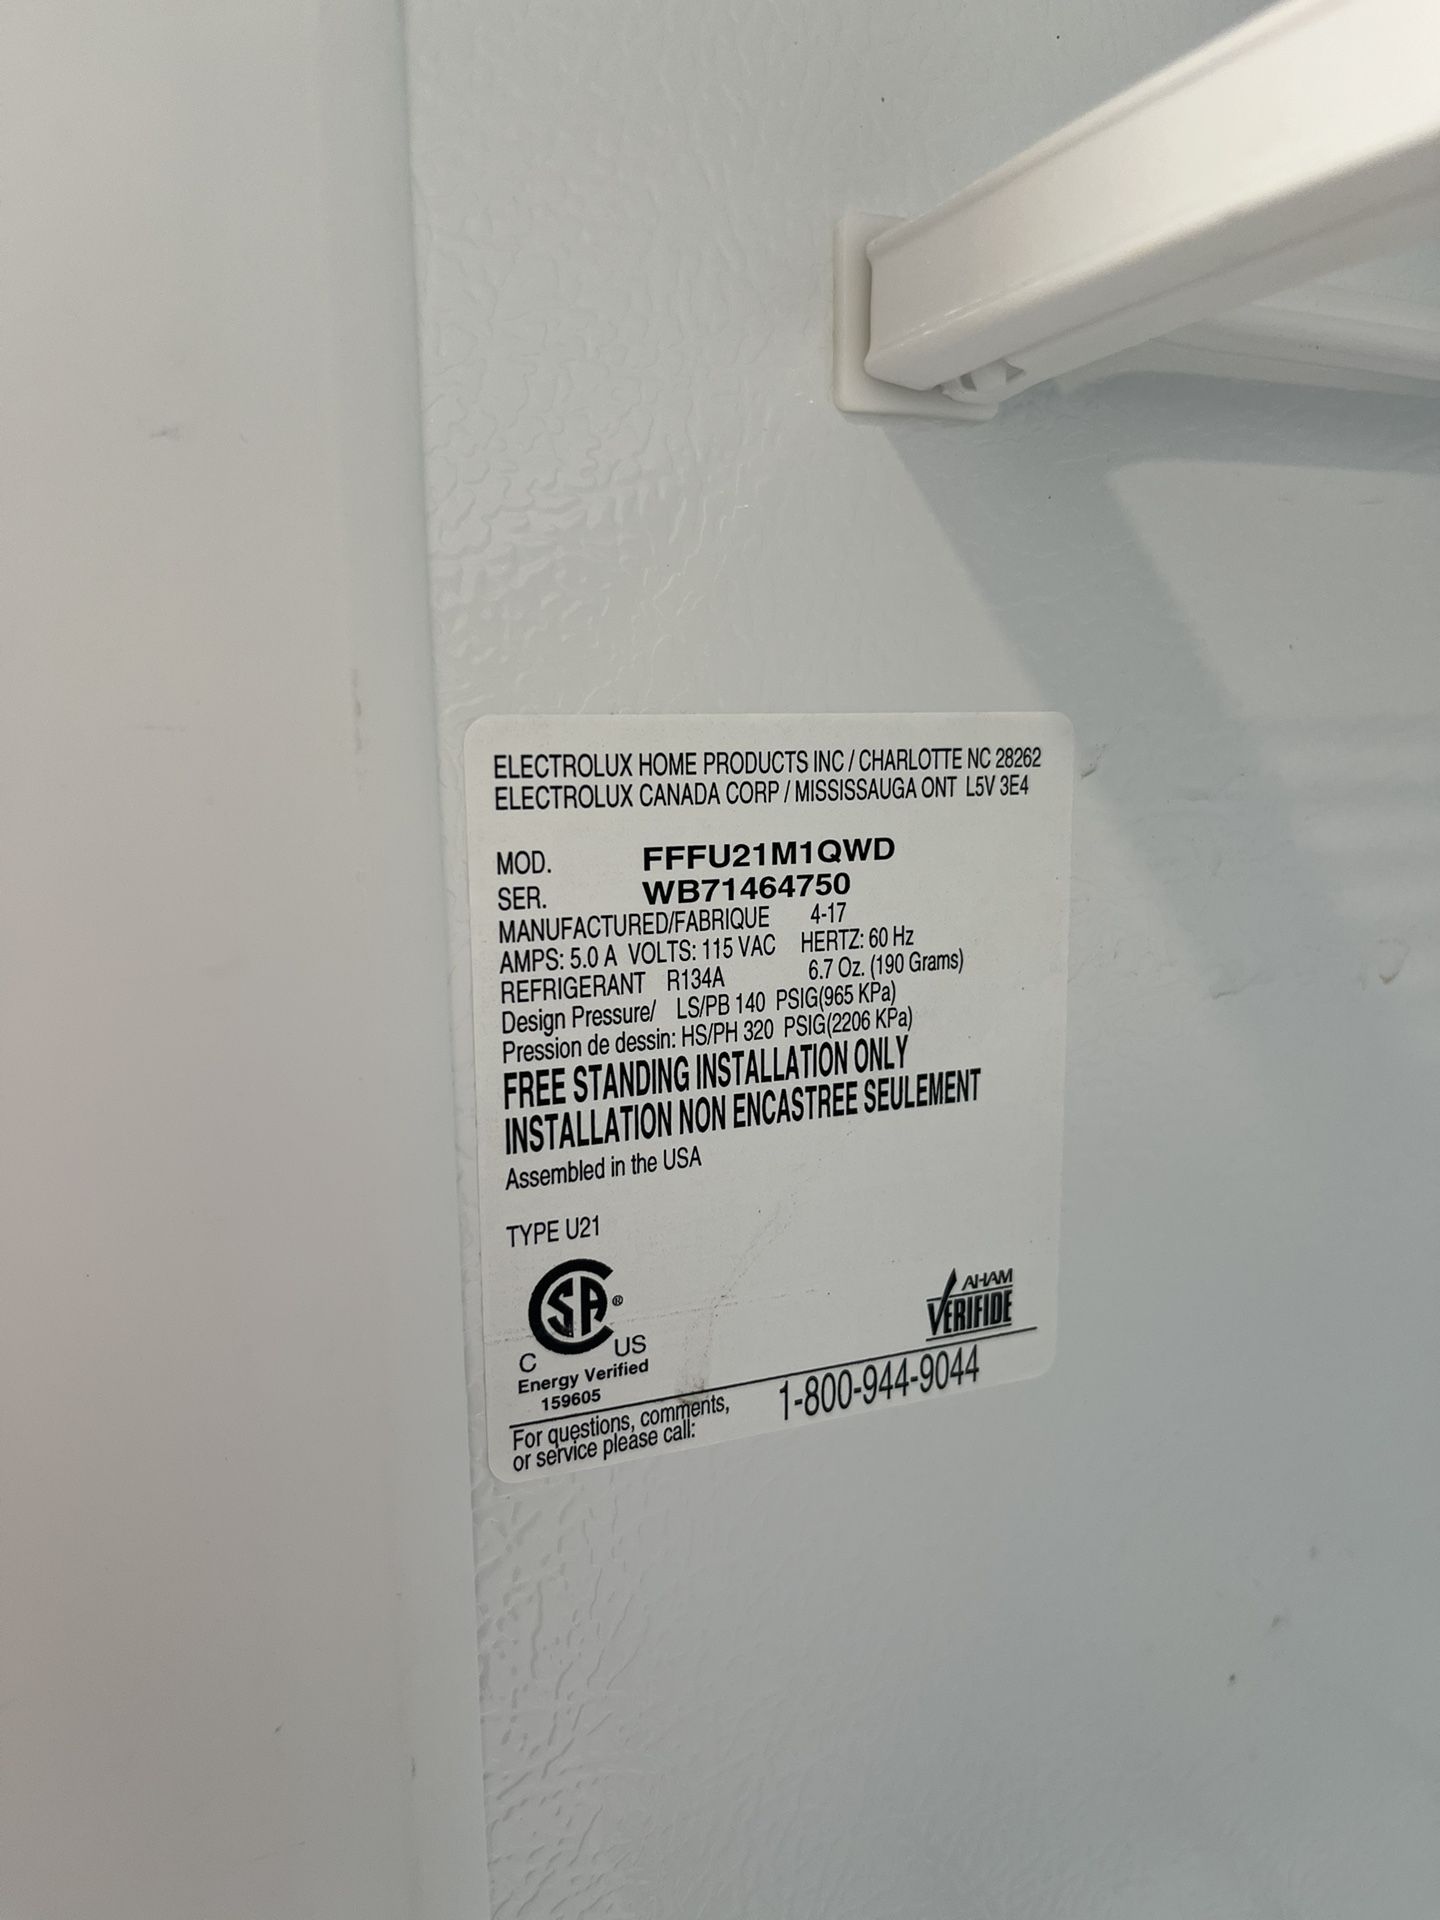 ELECTROLUX HOME PRODUCTS INC / CHARLOTTE NC 28262
ELECTROLUX CANADA CORP / MISSISSAUGA ONT L5V 3E4
MOD. FFFU21M1QWD
SER. WB71464750
MANUFACTURED/FABRIQUE 4-17
AMPS: 5.0 A VOLTS: 115 VAC HERTZ: 60 Hz
REFRIGERANT R134A 6.7 Oz. (190 Grams)
Design Pressure/ LS/PB 140 PSIG(965 KPa)
Pression de dessin: HS/PH 320 PSIG(2206 KPa)
FREE STANDING INSTALLATION ONLY
INSTALLATION NON ENCASTREE SEULEMENT
Assembled in the USA
TYPE U21
SA®
C US
Energy Verified
159605
AHAM
VERIFIDE
For questions, comments,
or service please call:
1-800-944-9044